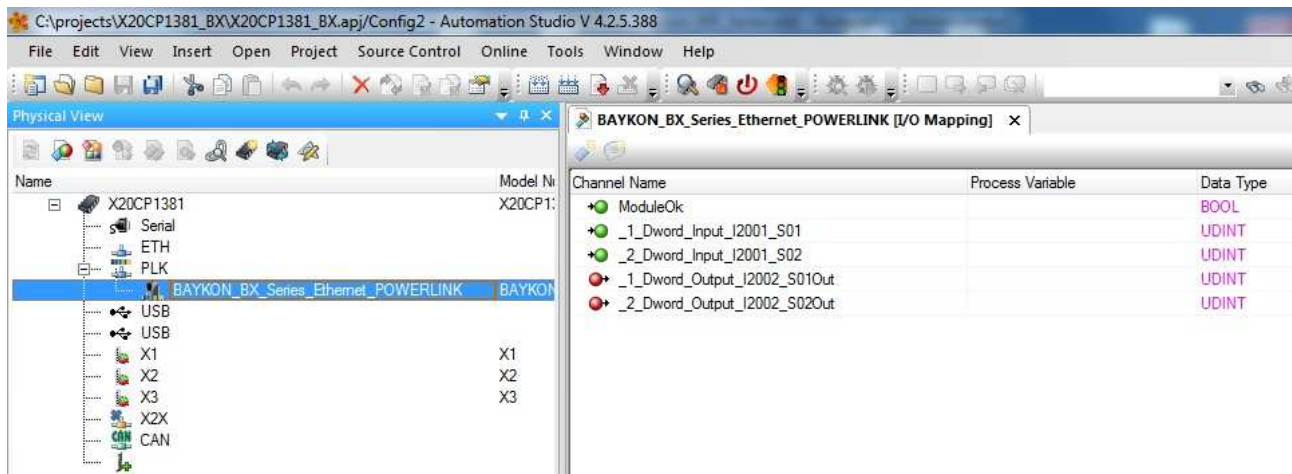 C:\projects\X20CP1381_BX\X20CP1381_BX.apj/Config2 - Automation Studio V 4.2.5.388
File Edit View Insert Open Project Source Control Online Tools Window Help
Physical View
BAYKON_BX_Series_Ethernet_POWERLINK [I/O Mapping] X
Name Model
Channel Name Process Variable Data Type
X20CP1381 X20CP1
ModuleOk BOOL
Serial
_1_Dword_Input_I2001_S01 UDINT
ETH
_2_Dword_Input_I2001_S02 UDINT
PLK
_1_Dword_Output_I2002_S01Out UDINT
BAYKON_BX_Series_Ethernet_POWERLINK BAYKON
_2_Dword_Output_I2002_S02Out UDINT
USB
USB
X1 X1
X2 X2
X3 X3
X2X
CAN